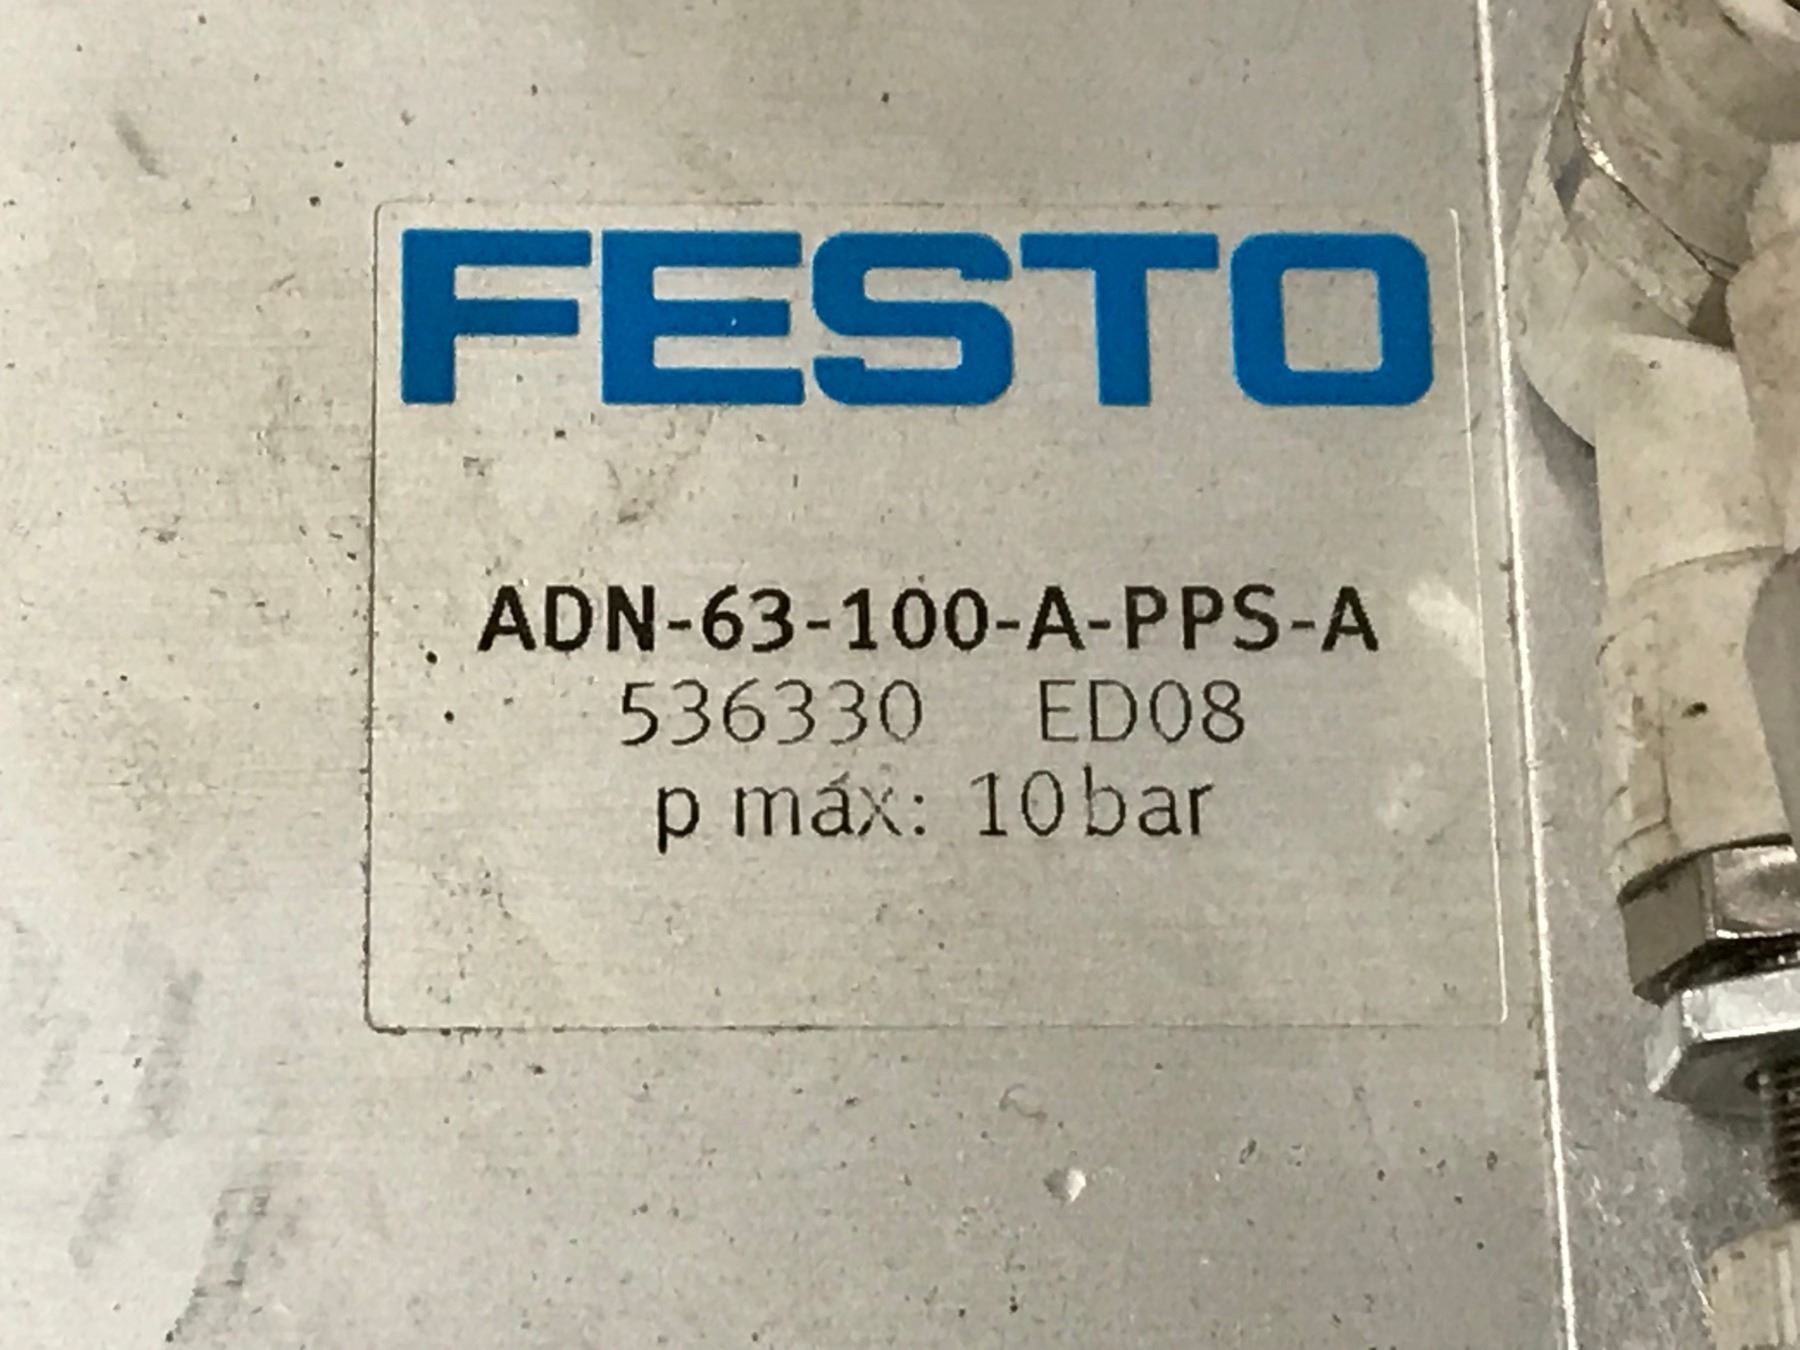 FESTO
ADN-63-100-A-PPS-A
536330 ED08
p máx: 10 bar